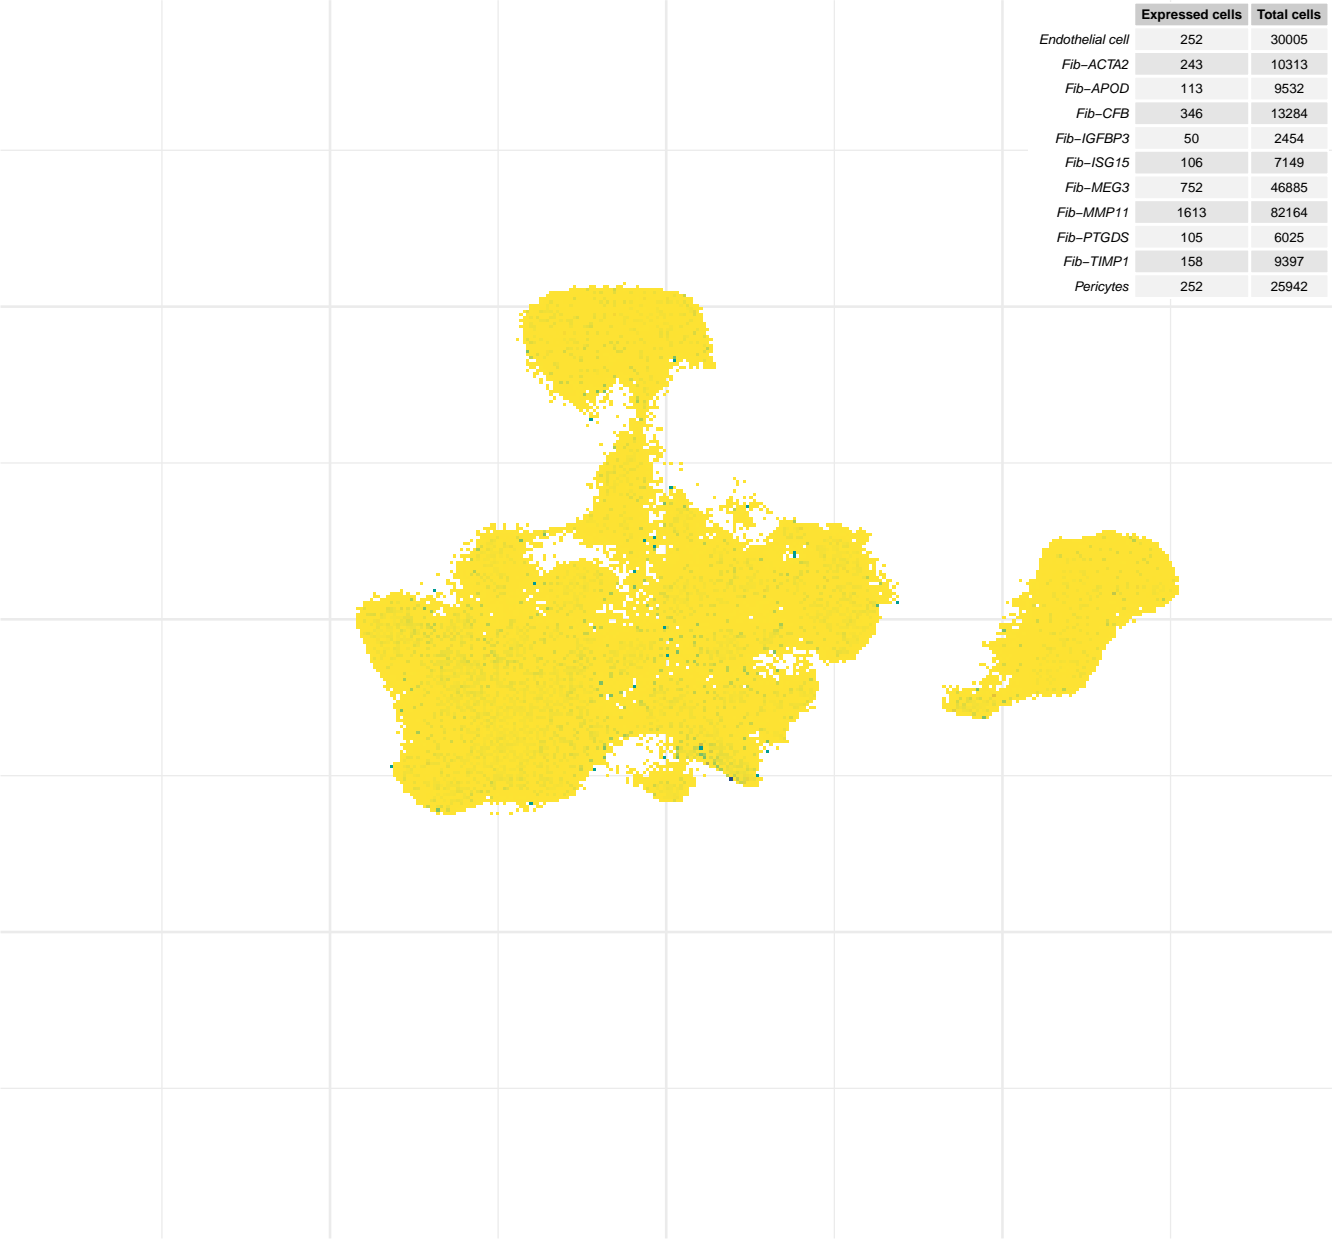 Expressed cells Total cells
Endothelial cell 252 30005
Fib−ACTA2 243 10313
Fib−APOD 113 9532
Fib−CFB 346 13284
Fib−IGFBP3 50 2454
Fib−ISG15 106 7149
Fib−MEG3 752 46885
Fib−MMP11 1613 82164
Fib−PTGDS 105 6025
Fib−TIMP1 158 9397
Pericytes 252 25942